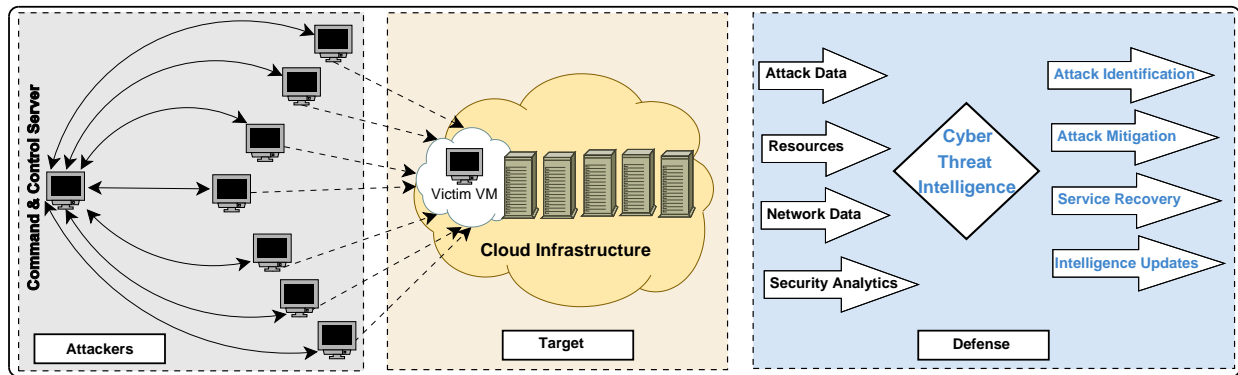 Command & Control Server
Attackers
Victim VM
Cloud Infrastructure
Target
Attack Data
Resources
Network Data
Security Analytics
Cyber
Threat
Intelligence
Attack Identification
Attack Mitigation
Service Recovery
Intelligence Updates
Defense